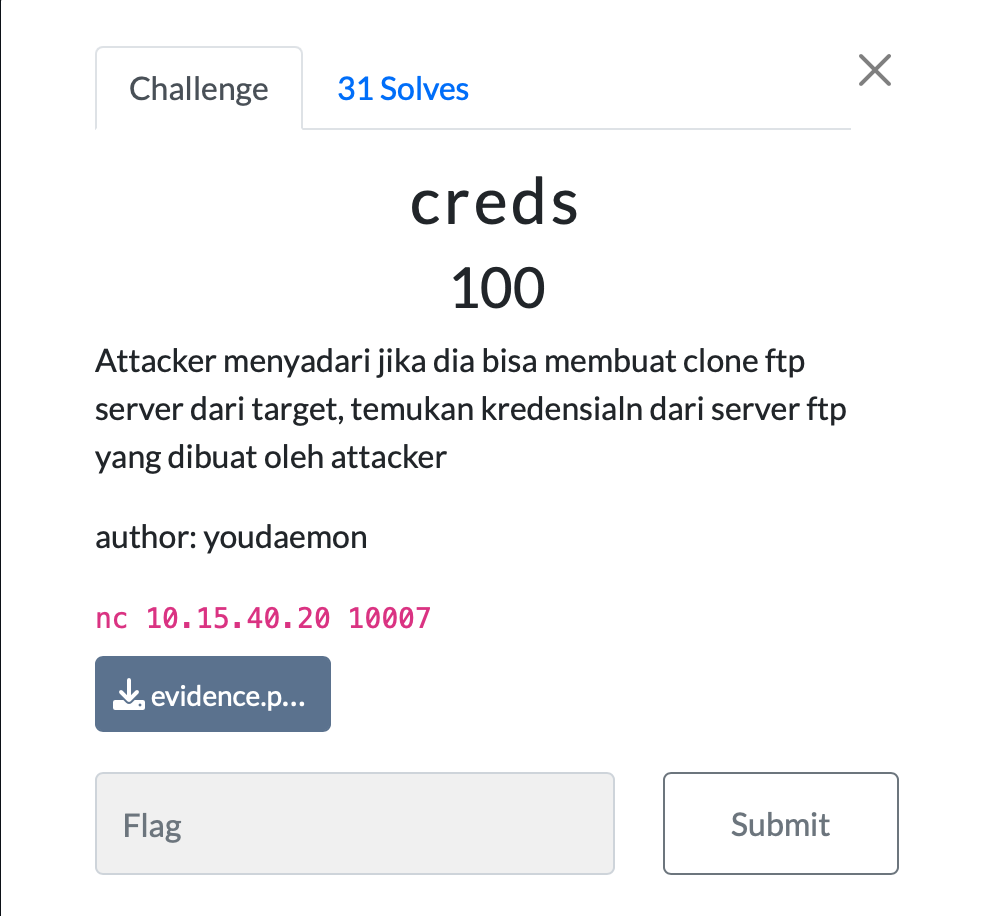 Challenge
31 Solves
creds
100
Attacker menyadari jika dia bisa membuat clone ftp
server dari target, temukan kredensialn dari server ftp
yang dibuat oleh attacker
author: youdaemon
nc 10.15.40.20 10007
evidence.p...
Flag
Submit